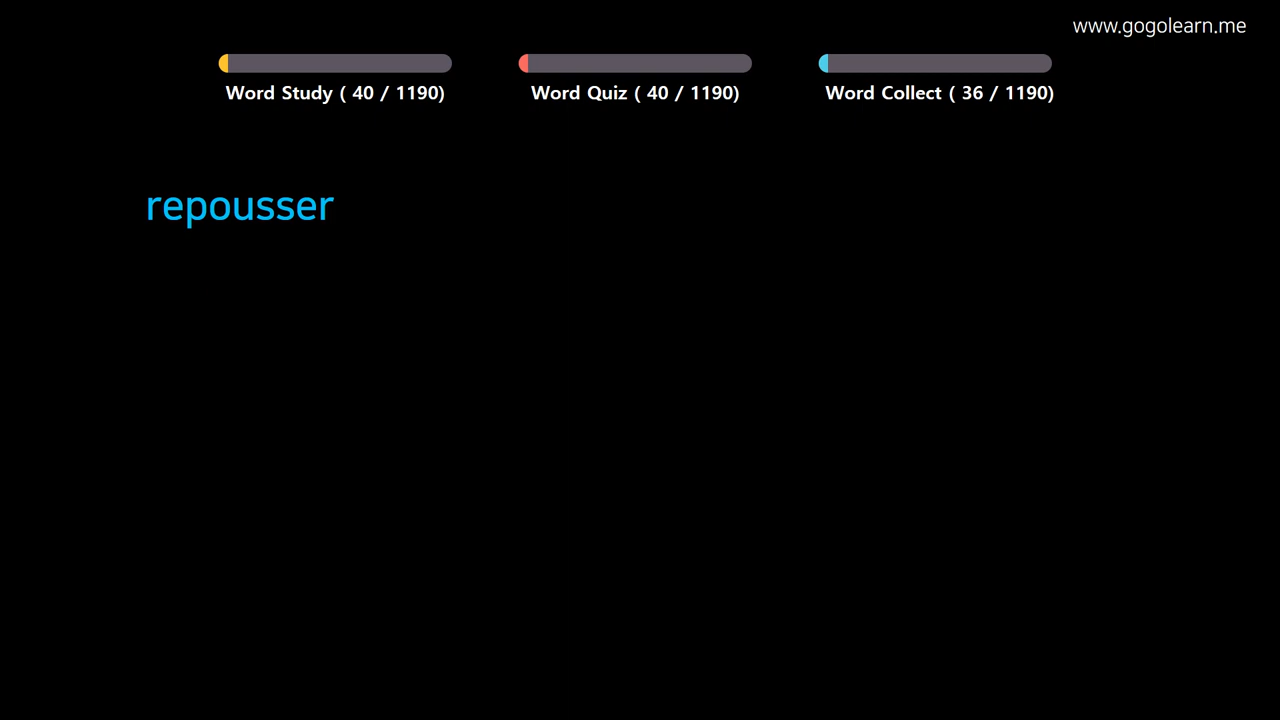 www.gogolearn.me
Word Study ( 40 / 1190)
Word Quiz ( 40 / 1190)
Word Collect ( 36 / 1190)
repousser